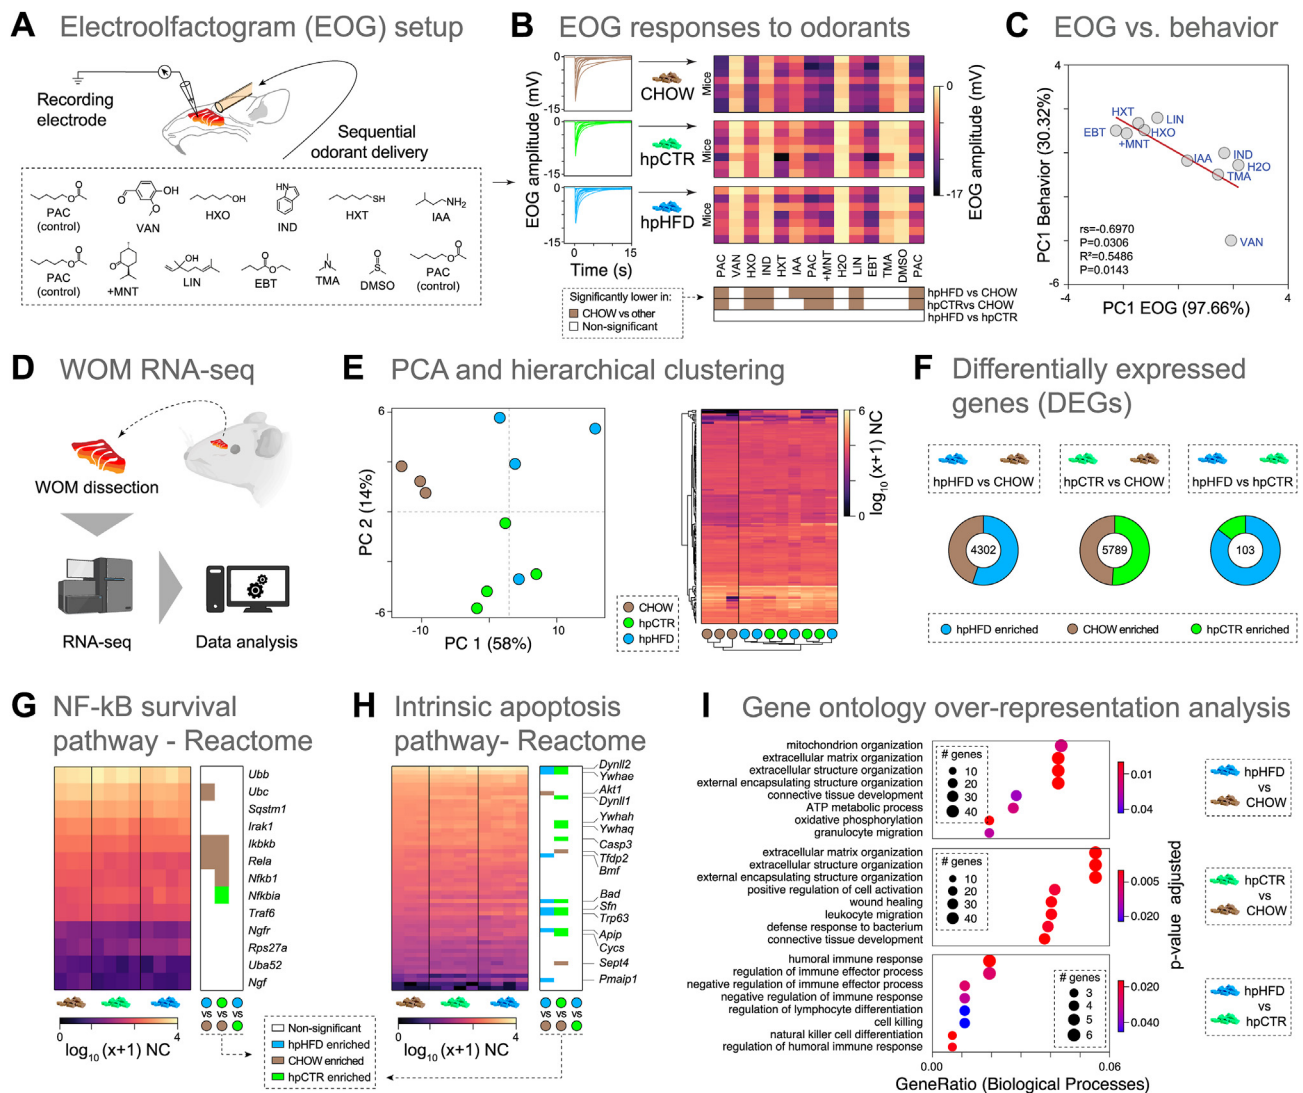 A Electroolfactogram (EOG) setup
Recording
electrode
Sequential
odorant delivery
OH
O
SH
NH2
PAC
(control)
VAN
HXO
IND
HXT
IAA
PAC
(control)
+MNT
LIN
EBT
TMA
DMSO
PAC
(control)
B EOG responses to odorants
EOG amplitude (mV)
0
-15
0
-15
0
-15
0 15
Time (s)
CHOW
hpCTR
hpHFD
Mice
Mice
Mice
0
-17
EOG amplitude (mV)
PAC VAN HXO IND HXT IAA PAC +MNT H2O LIN EBT TMA DMSO PAC
Significantly lower in:
CHOW vs other
Non-significant
hpHFD vs CHOW
hpCTRvs CHOW
hpHFD vs hpCTR
C EOG vs. behavior
PC1 Behavior (30.32%)
4
-6
-4 4
PC1 EOG (97.66%)
HXT
LIN
EBT
HXO
+MNT
IAA
IND
H2O
TMA
VAN
rs=-0.6970
P=0.0306
R²=0.5486
P=0.0143
D WOM RNA-seq
WOM dissection
RNA-seq
Data analysis
E PCA and hierarchical clustering
PC 2 (14%)
6
-6
-10 10
PC 1 (58%)
CHOW
hpCTR
hpHFD
6
0
log10 (x+1) NC
F Differentially expressed
genes (DEGs)
hpHFD vs CHOW
hpCTR vs CHOW
hpHFD vs hpCTR
4302
5789
103
hpHFD enriched
CHOW enriched
hpCTR enriched
G NF-kB survival
pathway - Reactome
Ubb
Ubc
Sqstm1
Irak1
Ikbkb
Rela
Nfkb1
Nfkbia
Traf6
Ngfr
Rps27a
Uba52
Ngf
vs vs vs
0 4
log10 (x+1) NC
Non-significant
hpHFD enriched
CHOW enriched
hpCTR enriched
H Intrinsic apoptosis
pathway- Reactome
Dynll2
Ywhae
Akt1
Dynll1
Ywhah
Ywhaq
Casp3
Tfdp2
Bmf
Bad
Sfn
Trp63
Apip
Cycs
Sept4
Pmaip1
vs vs vs
0 4
log10 (x+1) NC
I Gene ontology over-representation analysis
mitochondrion organization
extracellular matrix organization
extracellular structure organization
external encapsulating structure organization
connective tissue development
ATP metabolic process
oxidative phosphorylation
granulocyte migration
# genes
10
20
30
40
0.01
0.04
hpHFD
vs
CHOW
extracellular matrix organization
extracellular structure organization
external encapsulating structure organization
positive regulation of cell activation
wound healing
leukocyte migration
defense response to bacterium
connective tissue development
# genes
10
20
30
40
0.005
0.020
p-value adjusted
hpCTR
vs
CHOW
humoral immune response
regulation of immune effector process
negative regulation of immune effector process
negative regulation of immune response
regulation of lymphocyte differentiation
cell killing
natural killer cell differentiation
regulation of humoral immune response
# genes
3
4
5
6
0.020
0.040
hpHFD
vs
hpCTR
0.00 0.06
GeneRatio (Biological Processes)